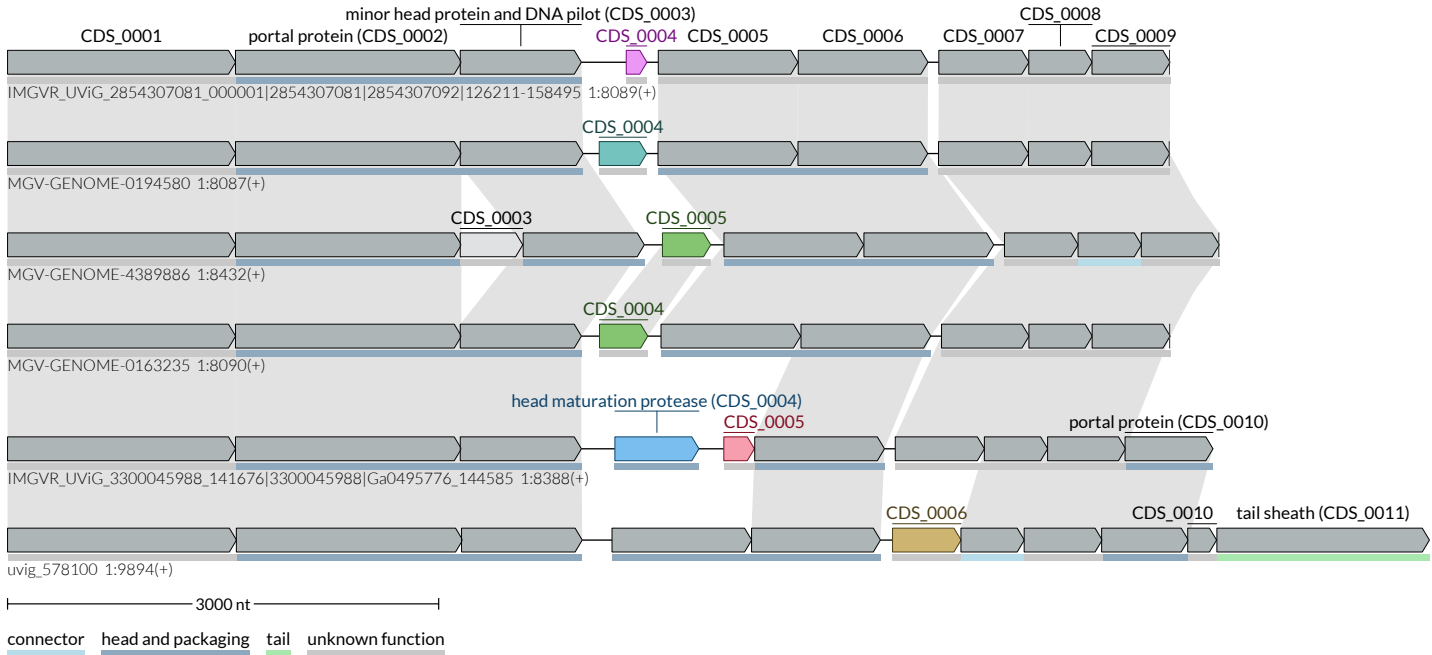 minor head protein and DNA pilot (CDS_0003)
CDS_0008
CDS_0001 portal protein (CDS_0002) CDS_0004 CDS_0005 CDS_0006 CDS_0007 CDS_0009
IMGVR_UViG_2854307081_000001|2854307081|2854307092|126211-158495 1:8089(+)
CDS_0004
MGV-GENOME-0194580 1:8087(+)
CDS_0003 CDS_0005
MGV-GENOME-4389886 1:8432(+)
CDS_0004
MGV-GENOME-0163235 1:8090(+)
head maturation protease (CDS_0004)
CDS_0005 portal protein (CDS_0010)
IMGVR_UViG_3300045988_141676|3300045988|Ga0495776_144585 1:8388(+)
CDS_0006 CDS_0010 tail sheath (CDS_0011)
uvig_578100 1:9894(+)
3000 nt
connector head and packaging tail unknown function